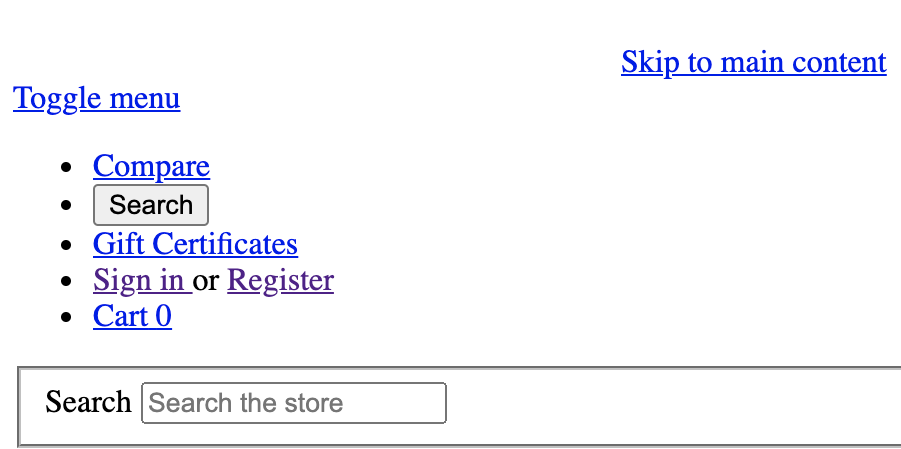 Skip to main content
Toggle menu
Compare
Search
Gift Certificates
Sign in or Register
Cart 0
Search Search the store